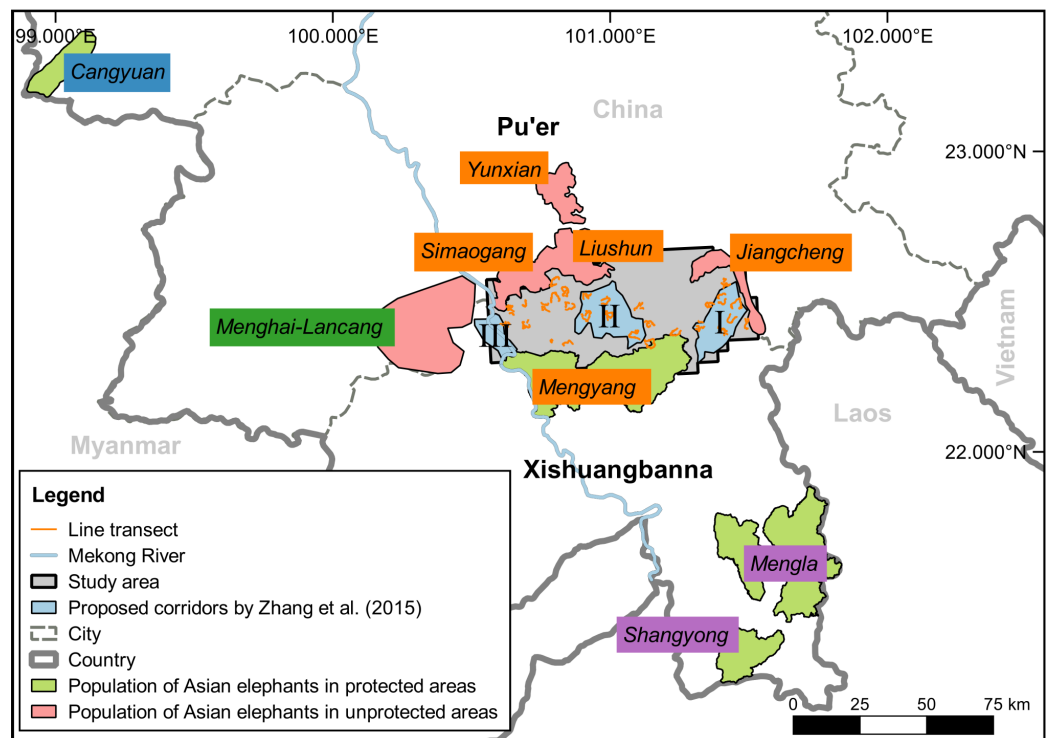 99.000°E
100.000°E
101.000°E
102.000°E
Cangyuan
China
Pu'er
23.000°N
Yunxian
Simaogang
Liushun
Jiangcheng
Menghai-Lancang
III
II
I
Vietnam
Mengyang
Laos
Myanmar
22.000°N
Xishuangbanna
Legend
Line transect
Mekong River
Study area
Proposed corridors by Zhang et al. (2015)
City
Country
Population of Asian elephants in protected areas
Population of Asian elephants in unprotected areas
Mengla
Shangyong
0 25 50 75 km